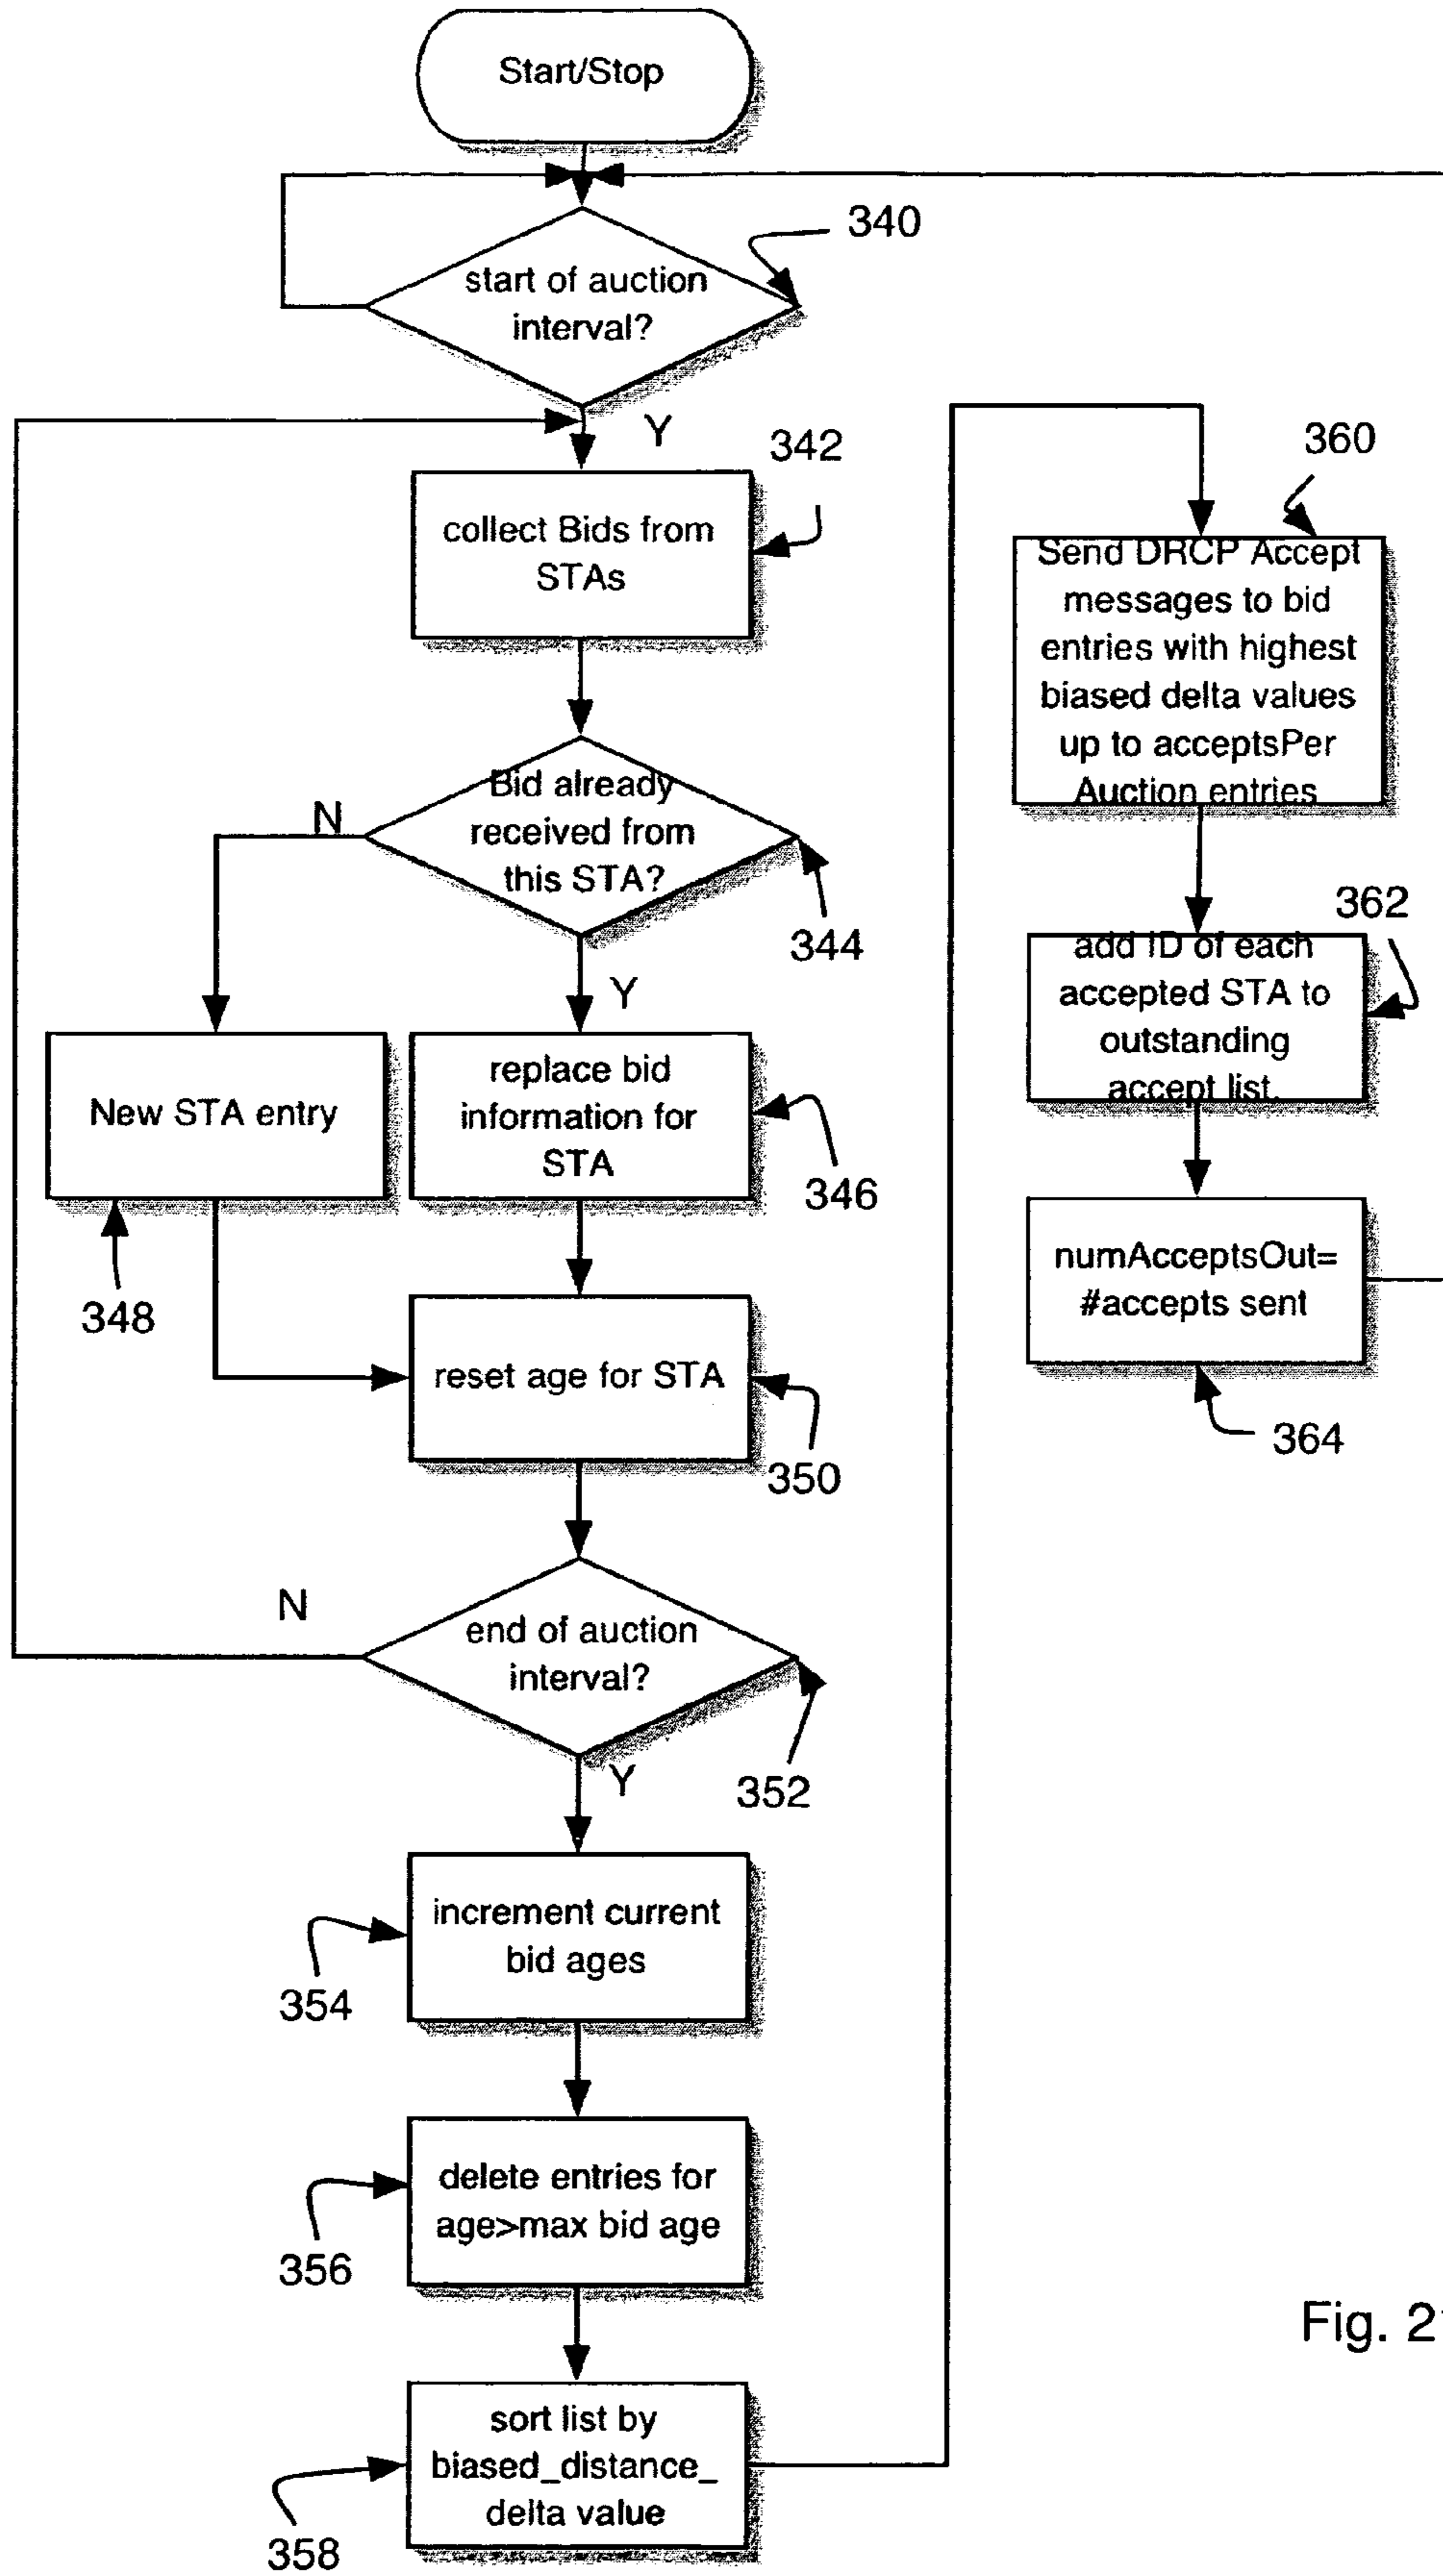 Start/Stop
340
start of auction
interval?
Y
342
collect Bids from
STAs
Bid already
received from
this STA?
N
344
Y
New STA entry
replace bid
information for
STA
346
348
reset age for STA
350
N
end of auction
interval?
352
Y
increment current
bid ages
354
delete entries for
age>max bid age
356
sort list by
biased_distance_
delta value
358
360
Send DRCP Accept
messages to bid
entries with highest
biased delta values
up to acceptsPer
Auction entries
362
add ID of each
accepted STA to
outstanding
accept list.
numAcceptsOut=
#accepts sent
364
Fig. 2